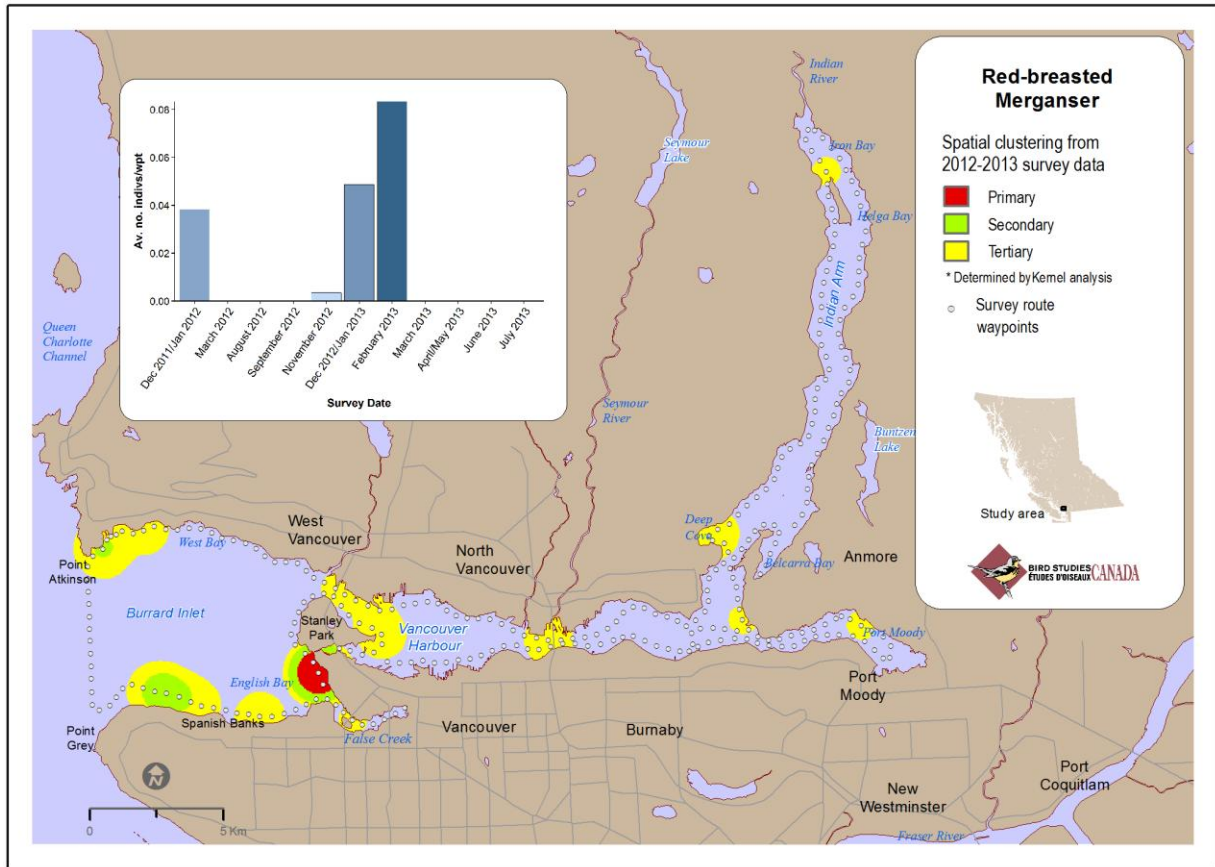 Red-breasted
Merganser
Spatial clustering from
2012-2013 survey data
Primary
Secondary
Tertiary
* Determined by Kernel analysis
Survey route
waypoints
Study area
BIRD STUDIES
ÉTUDES D'OISEAUX
CANADA
Av. no. indivs/wpt
0.08
0.06
0.04
0.02
0.00
Dec 2011/Jan 2012
March 2012
August 2012
September 2012
November 2012
Dec 2012/Jan 2013
February 2013
March 2013
April/May 2013
June 2013
July 2013
Survey Date
Indian
River
Iron Bay
Seymour
Lake
Helga Bay
Indian Arm
Queen
Charlotte
Channel
Seymour
River
Buntzen
Lake
Deep
Cove
Belcarra Bay
Anmore
West
Vancouver
West Bay
North
Vancouver
Point
Atkinson
Burrard Inlet
Stanley
Park
Vancouver
Harbour
Port Moody
English Bay
Port
Moody
Spanish Banks
Vancouver
Burnaby
Point
Grey
False Creek
N
Port
Coquitlam
New
Westminster
0
5 Km
Fraser River